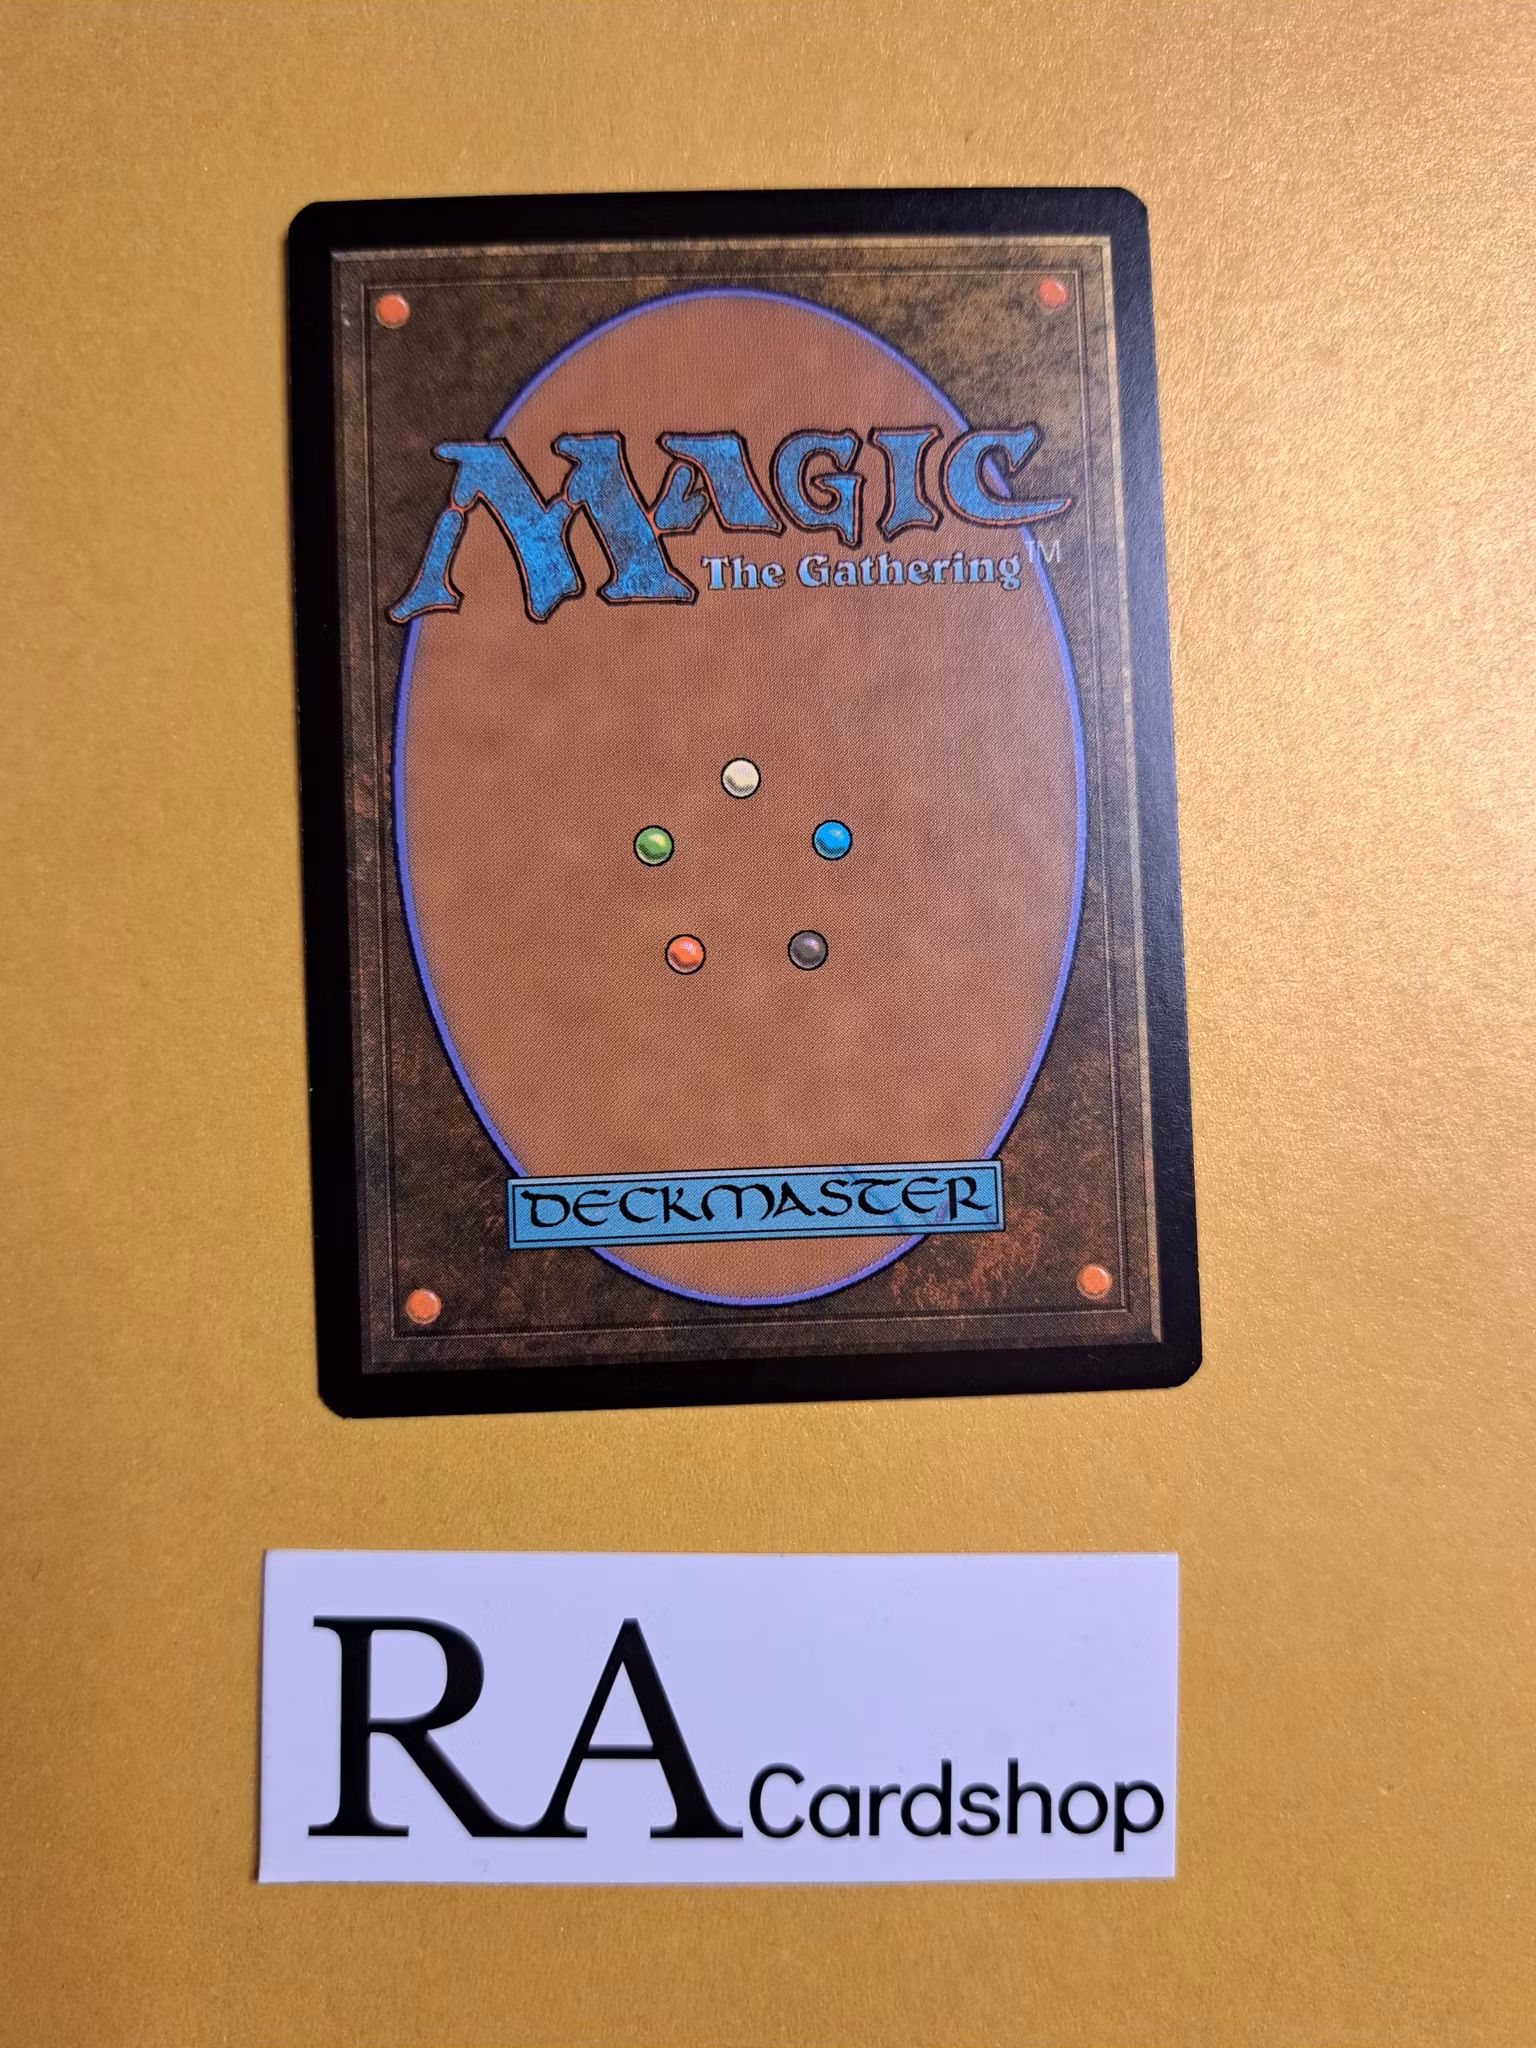 MAGIC
The Gathering™
DECKMASTER
RA Cardshop